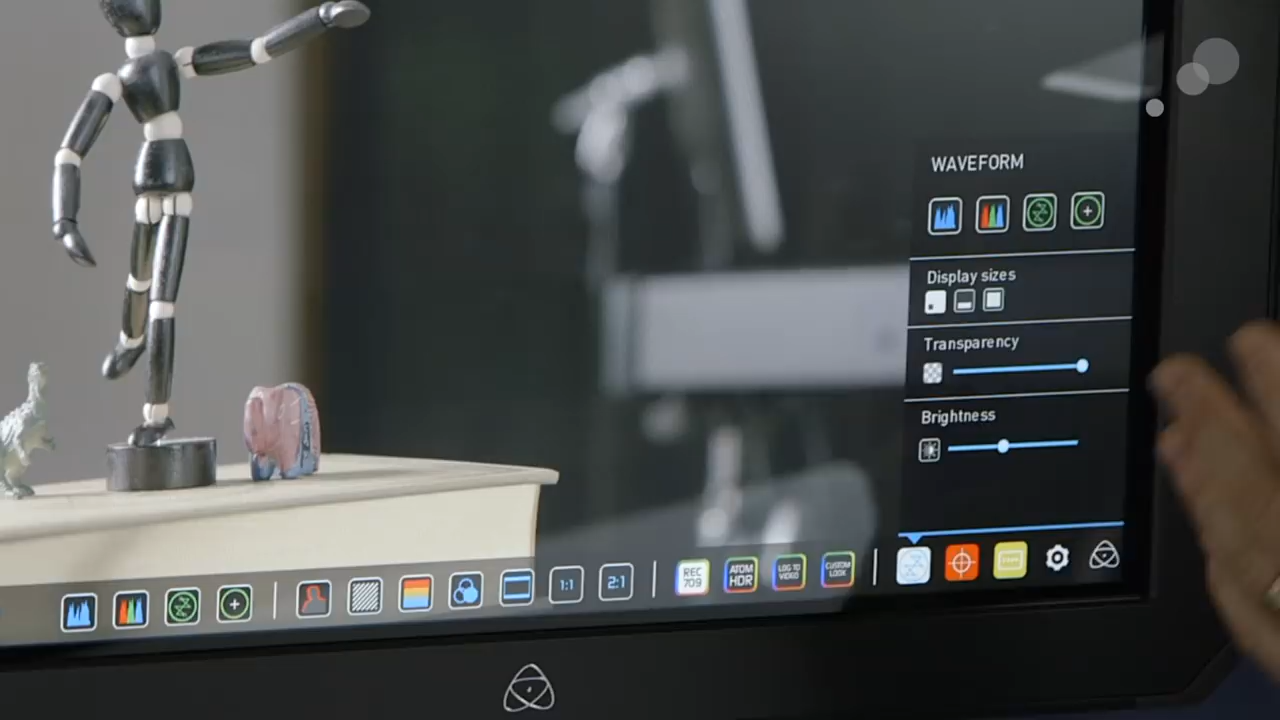 WAVEFORM
Display sizes
Transparency
Brightness
1:1
2:1
REC
709
ATOM
HDR
LOG TO
VIDEO
CUSTOM
LOOK